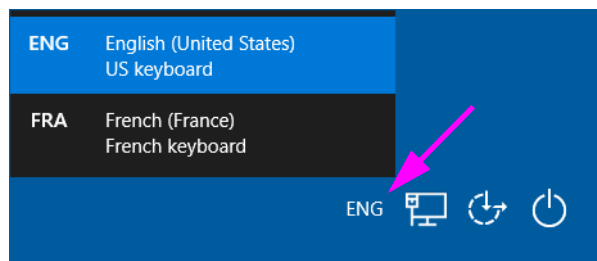 ENG English (United States)
US keyboard
FRA French (France)
French keyboard
ENG